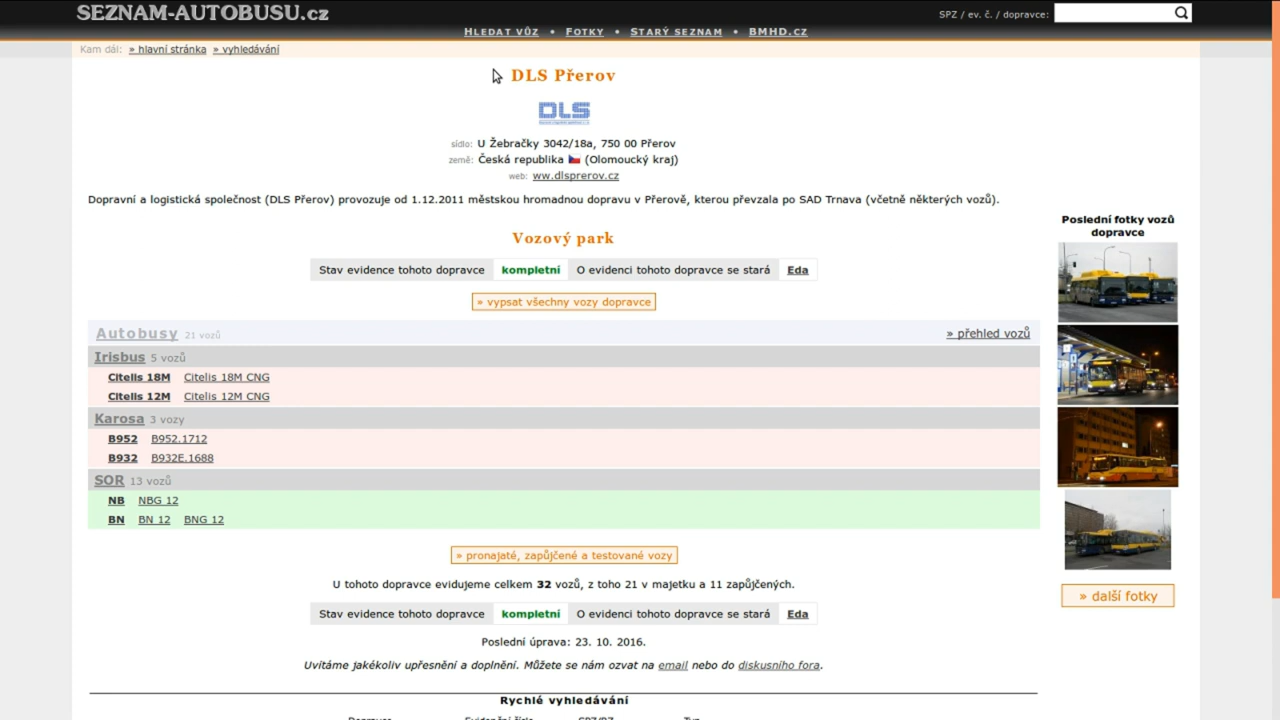 SEZNAM-AUTOBUSU.cz
SPZ / ev. č. / dopravce:
HLEDAT VŮZ • FOTKY • STARÝ SEZNAM • BMHD.CZ
Kam dál: » hlavní stránka » vyhledávání
DLS Přerov
DLS
sídlo: U Žebračky 3042/18a, 750 00 Přerov
země: Česká republika (Olomoucký kraj)
web: ww.dlsprerov.cz
Dopravní a logistická společnost (DLS Přerov) provozuje od 1.12.2011 městskou hromadnou dopravu v Přerově, kterou převzala po SAD Trnava (včetně některých vozů).
Poslední fotky vozů
dopravce
Vozový park
Stav evidence tohoto dopravce kompletní O evidenci tohoto dopravce se stará Eda
» vypsat všechny vozy dopravce
Autobusy 21 vozů » přehled vozů
Irisbus 5 vozů
Citelis 18M Citelis 18M CNG
Citelis 12M Citelis 12M CNG
Karosa 3 vozy
B952 B952.1712
B932 B932E.1688
SOR 13 vozů
NB NBG 12
BN BN 12 BNG 12
» pronajaté, zapůjčené a testované vozy
U tohoto dopravce evidujeme celkem 32 vozů, z toho 21 v majetku a 11 zapůjčených.
» další fotky
Stav evidence tohoto dopravce kompletní O evidenci tohoto dopravce se stará Eda
Poslední úprava: 23. 10. 2016.
Uvítáme jakékoliv upřesnění a doplnění. Můžete se nám ozvat na email nebo do diskusního fora.
Rychlé vyhledávání
Dopravce Evidenční číslo SPZ/RZ Typ